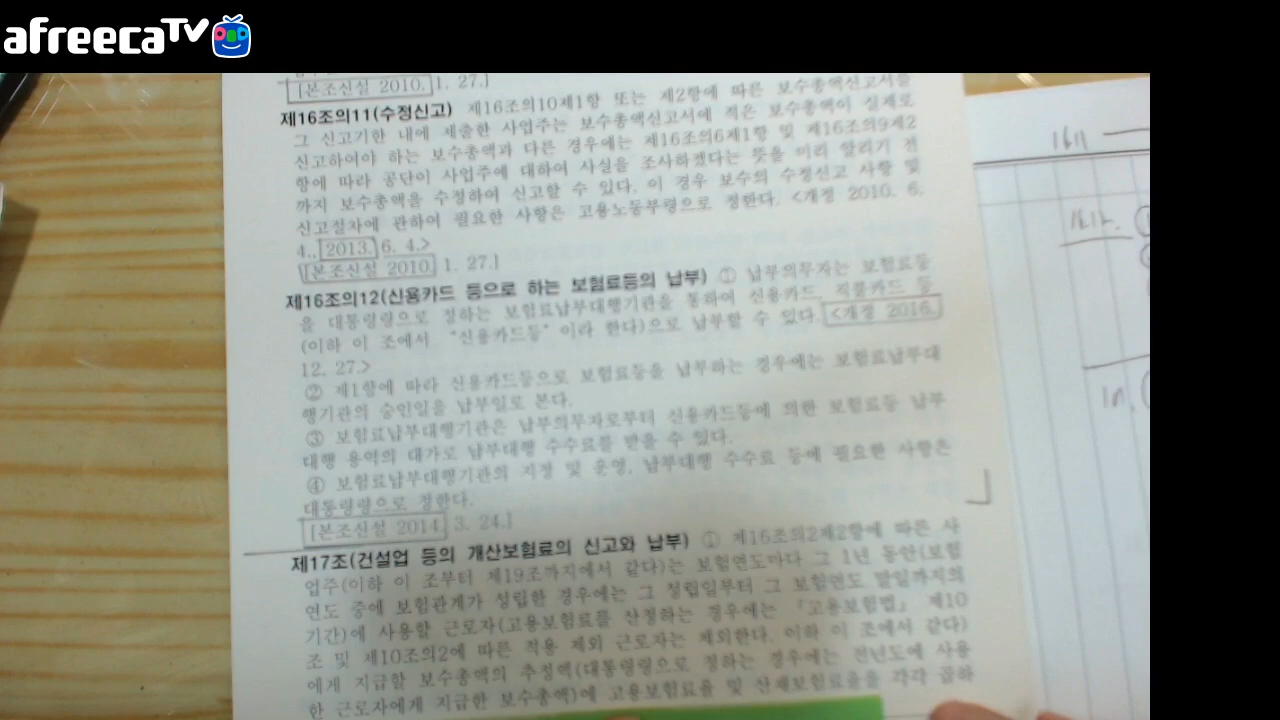 afreecaTV
[본조신설 2010. 1. 27.]
제16조의11(수정신고) 제16조의10제1항 또는 제2항에 따른 보수총액신고서를
그 신고기한 내에 제출한 사업주는 보수총액신고서에 적은 보수총액이 실제로
신고하여야 하는 보수총액과 다른 경우에는 제16조의6제1항 및 제16조의9제2
항에 따라 공단이 사업주에 대하여 사실을 조사하겠다는 뜻을 미리 알리기 전
까지 보수총액을 수정하여 신고할 수 있다. 이 경우 보수의 수정신고 사항 및
신고절차에 관하여 필요한 사항은 고용노동부령으로 정한다. <개정 2010. 6.
4., 2013. 6. 4.>
[본조신설 2010. 1. 27.]
제16조의12(신용카드 등으로 하는 보험료등의 납부) ① 납부의무자는 보험료등
을 대통령령으로 정하는 보험료납부대행기관을 통하여 신용카드, 직불카드 등
(이하 이 조에서 "신용카드등"이라 한다)으로 납부할 수 있다. <개정 2016.
12. 27.>
② 제1항에 따라 신용카드등으로 보험료등을 납부하는 경우에는 보험료납부대
행기관의 승인일을 납부일로 본다.
③ 보험료납부대행기관은 납부의무자로부터 신용카드등에 의한 보험료등 납부
대행 용역의 대가로 납부대행 수수료를 받을 수 있다.
④ 보험료납부대행기관의 지정 및 운영, 납부대행 수수료 등에 필요한 사항은
대통령령으로 정한다.
[본조신설 2014. 3. 24.]
제17조(건설업 등의 개산보험료의 신고와 납부) ① 제16조의2제2항에 따른 사
업주(이하 이 조부터 제19조까지에서 같다)는 보험연도마다 그 1년 동안(보험
연도 중에 보험관계가 성립한 경우에는 그 성립일부터 그 보험연도 말일까지의
기간)에 사용할 근로자(고용보험료를 산정하는 경우에는 「고용보험법」 제10
조 및 제10조의2에 따른 적용 제외 근로자는 제외한다. 이하 이 조에서 같다)
에게 지급할 보수총액의 추정액(대통령령으로 정하는 경우에는 전년도에 사용
한 근로자에게 지급한 보수총액)에 고용보험료율 및 산재보험료율을 각각 곱하